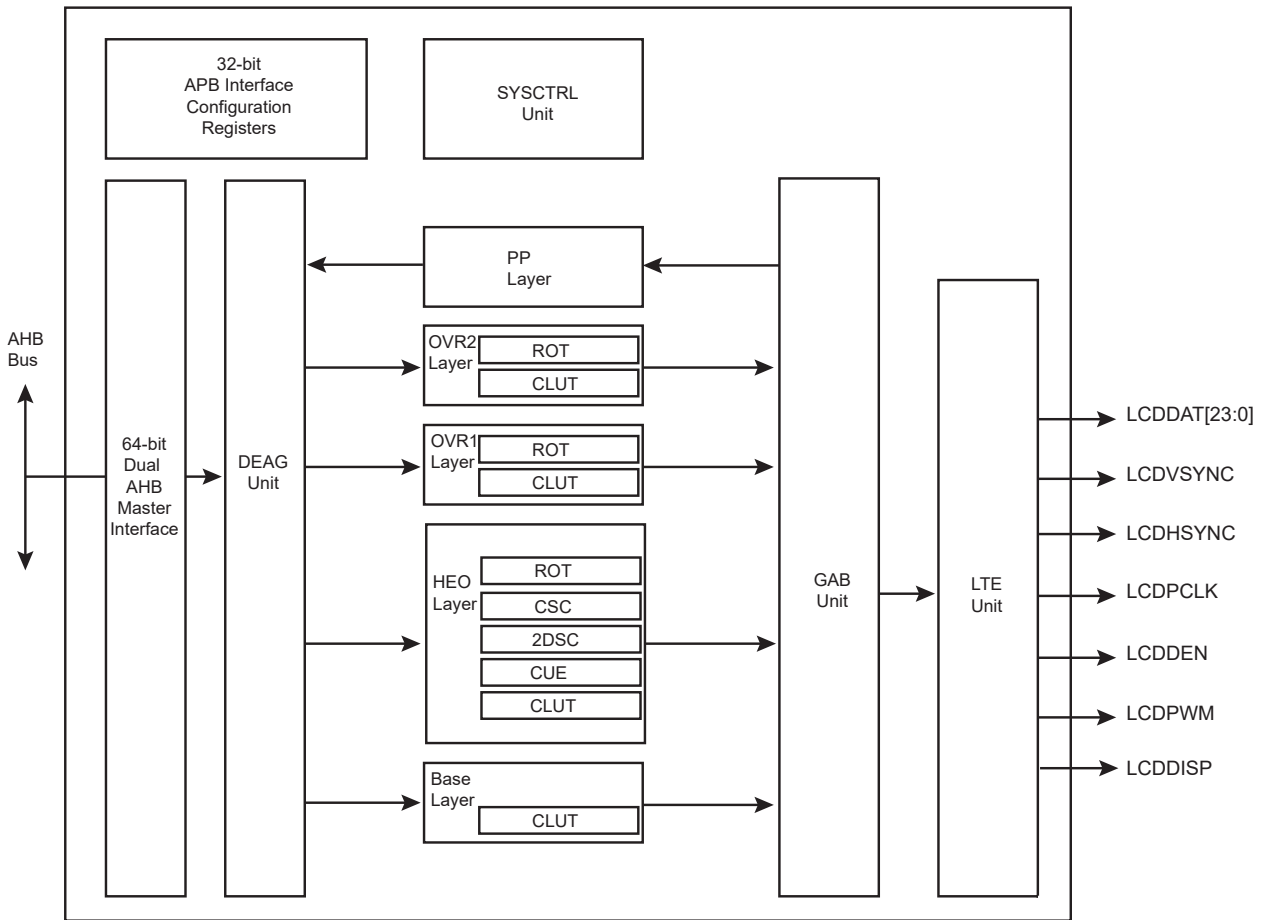 32-bit
APB Interface
Configuration
Registers
SYSCTRL
Unit
PP
Layer
OVR2
Layer
ROT
CLUT
OVR1
Layer
ROT
CLUT
HEO
Layer
ROT
CSC
2DSC
CUE
CLUT
Base
Layer
CLUT
AHB
Bus
64-bit
Dual
AHB
Master
Interface
DEAG
Unit
GAB
Unit
LTE
Unit
LCDDAT[23:0]
LCDVSYNC
LCDHSYNC
LCDPCLK
LCDDEN
LCDPWM
LCDDISP